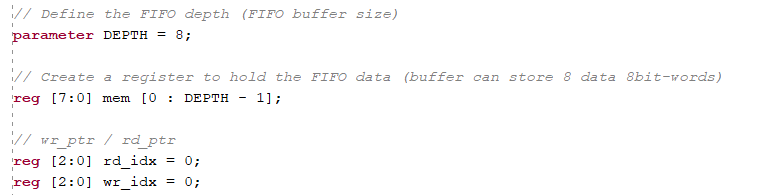 // Define the FIFO depth (FIFO buffer size)
parameter DEPTH = 8;
// Create a register to hold the FIFO data (buffer can store 8 data 8bit-words)
reg [7:0] mem [0 : DEPTH - 1];
// wr_ptr / rd_ptr
reg [2:0] rd_idx = 0;
reg [2:0] wr_idx = 0;